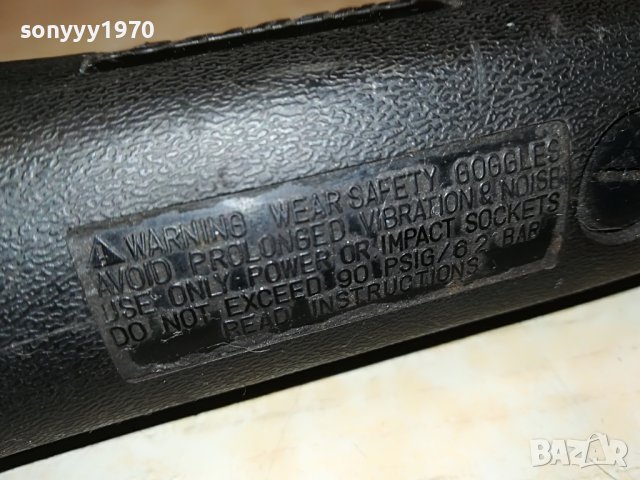 sonyyy1970
WARNING WEAR SAFETY GOGGLES
AVOID PROLONGED VIBRATION & NOISE
USE ONLY POWER OR IMPACT SOCKETS
DO NOT EXCEED 90 PSIG/6.2 BAR
READ INSTRUCTIONS
BAZAR